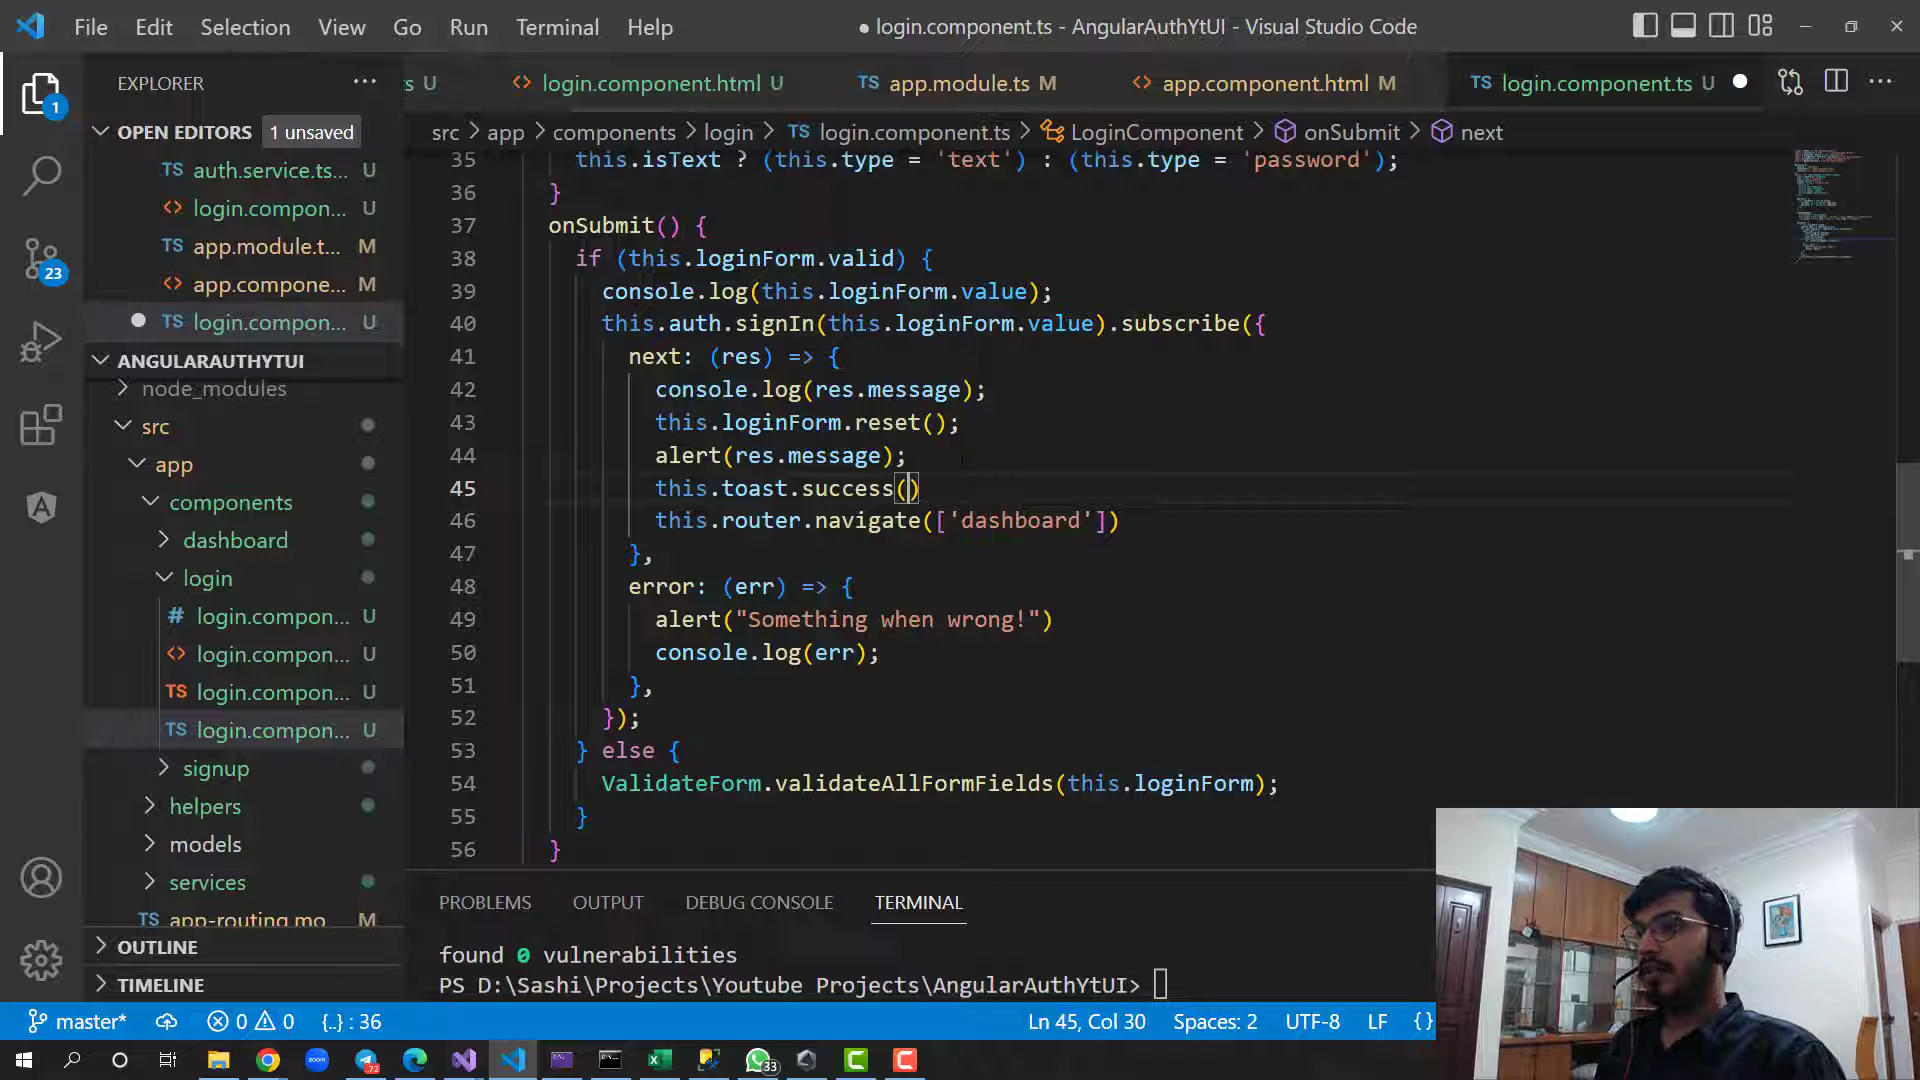 File Edit Selection View Go Run Terminal Help
● login.component.ts - AngularAuthYtUI - Visual Studio Code
EXPLORER ...
s U
<> login.component.html U
TS app.module.ts M
<> app.component.html M
TS login.component.ts U ●
OPEN EDITORS 1 unsaved
TS auth.service.ts... U
<> login.compon... U
TS app.module.t... M
<> app.compone... M
● TS login.compon... U
ANGULARAUTHYTUI
node_modules
src
app
components
dashboard
login
# login.compon... U
<> login.compon... U
TS login.compon... U
TS login.compon... U
signup
helpers
models
services
TS app-routing.mo M
OUTLINE
TIMELINE
1
23
src > app > components > login > TS login.component.ts > LoginComponent > onSubmit > next
35 this.isText ? (this.type = 'text') : (this.type = 'password');
36 }
37 onSubmit() {
38 if (this.loginForm.valid) {
39 console.log(this.loginForm.value);
40 this.auth.signIn(this.loginForm.value).subscribe({
41 next: (res) => {
42 console.log(res.message);
43 this.loginForm.reset();
44 alert(res.message);
45 this.toast.success()
46 this.router.navigate(['dashboard'])
47 },
48 error: (err) => {
49 alert("Something when wrong!")
50 console.log(err);
51 },
52 });
53 } else {
54 ValidateForm.validateAllFormFields(this.loginForm);
55 }
56 }
PROBLEMS OUTPUT DEBUG CONSOLE TERMINAL
found 0 vulnerabilities
PS D:\Sashi\Projects\Youtube Projects\AngularAuthYtUI>
master* 0 0 {..} : 36
Ln 45, Col 30 Spaces: 2 UTF-8 LF {}
zoom
72
33